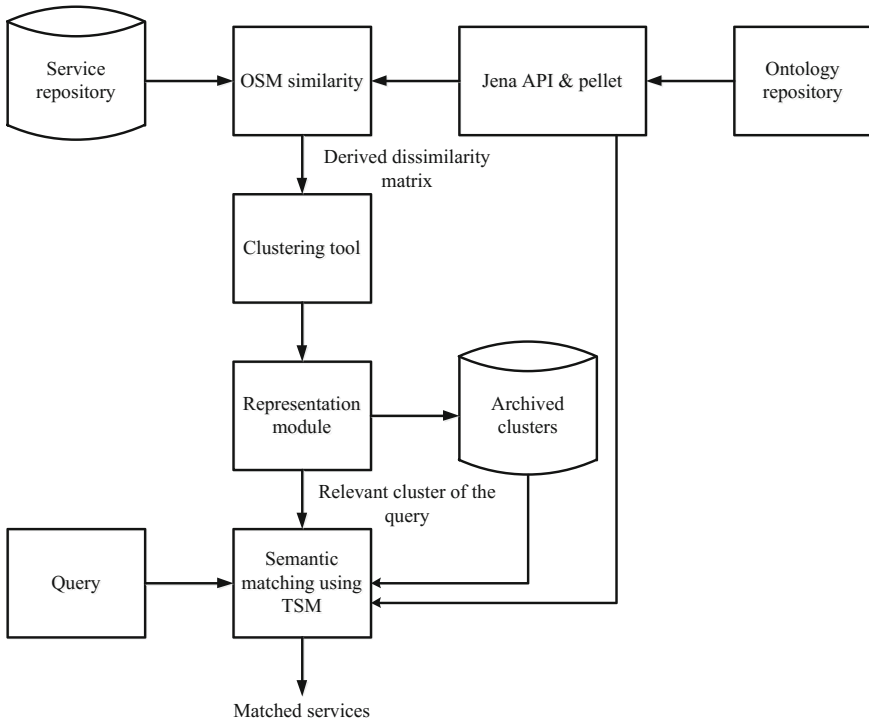 Service
repository
OSM similarity
Jena API & pellet
Ontology
repository
Derived dissimilarity
matrix
Clustering tool
Representation
module
Archived
clusters
Relevant cluster of the
query
Query
Semantic
matching using
TSM
Matched services